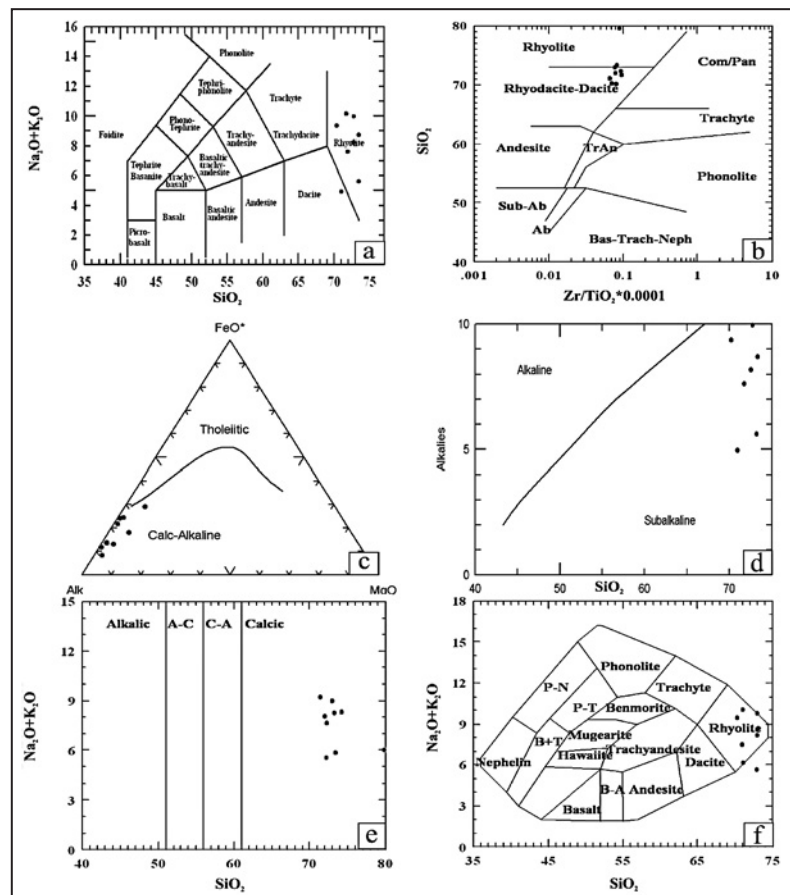 16
14
12
10
8
6
4
2
0
Na₂O+K₂O
Phonolite
Tephri-
phonolite
Trachyte
Foidite
Phono-
Tephrite
Trachy-
andesite
Trachydacite
Rhyolite
Tephrite
Basanite
Basaltic
trachy-
andesite
Trachy-
basalt
Picro-
basalt
Basalt
Basaltic
andesite
Andesite
Dacite
a
35 40 45 50 55 60 65 70 75
SiO₂
80
70
60
50
40
SiO₂
Rhyolite
Com/Pan
Rhyodacite-Dacite
Trachyte
Andesite
TrAn
Phonolite
Sub-Ab
Ab
Bas-Trach-Neph
b
.001 0.01 0.1 1 10
Zr/TiO₂*0.0001
FeO*
Tholeiitic
Calc-Alkaline
c
Alk MgO
10
5
0
Alkalies
Alkaline
Subalkaline
d
40 50 60 70
SiO₂
15
12
9
6
3
0
Na₂O+K₂O
Alkalic A-C C-A Calcic
e
40 50 60 70 80
SiO₂
18
15
12
9
6
3
0
Na₂O+K₂O
Phonolite
P-N
Trachyte
P-T Benmorite
Rhyolite
B+T Mugearite
Trachyandesite
Hawaiite
Nephelin
Dacite
B-A Andesite
Basalt
f
35 45 55 65 75
SiO₂